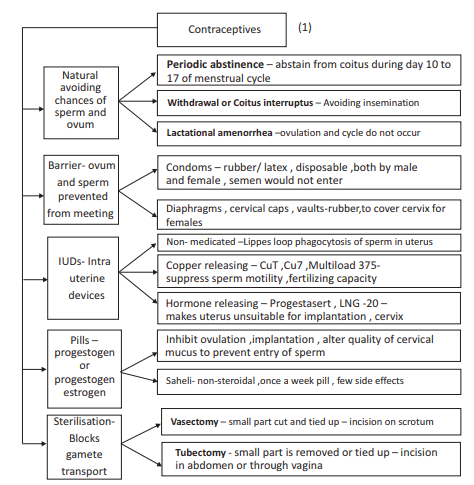 Contraceptives (1)
Natural
avoiding
chances of
sperm and
ovum
Periodic abstinence – abstain from coitus during day 10 to
17 of menstrual cycle
Withdrawal or Coitus interruptus – Avoiding insemination
Lactational amenorrhea –ovulation and cycle do not occur
Barrier- ovum
and sperm
prevented
from meeting
Condoms – rubber/ latex , disposable ,both by male
and female , semen would not enter
Diaphragms , cervical caps , vaults-rubber,to cover cervix for
females
IUDs- Intra
uterine
devices
Non- medicated –Lippes loop phagocytosis of sperm in uterus
Copper releasing – CuT ,Cu7 ,Multiload 375-
suppress sperm motility ,fertilizing capacity
Hormone releasing – Progestasert , LNG -20 –
makes uterus unsuitable for implantation , cervix
Pills –
progestogen
or
progestogen
estrogen
Inhibit ovulation ,implantation , alter quality of cervical
mucus to prevent entry of sperm
Saheli- non-steroidal ,once a week pill , few side effects
Sterilisation-
Blocks
gamete
transport
Vasectomy – small part cut and tied up – incision on scrotum
Tubectomy - small part is removed or tied up – incision
in abdomen or through vagina